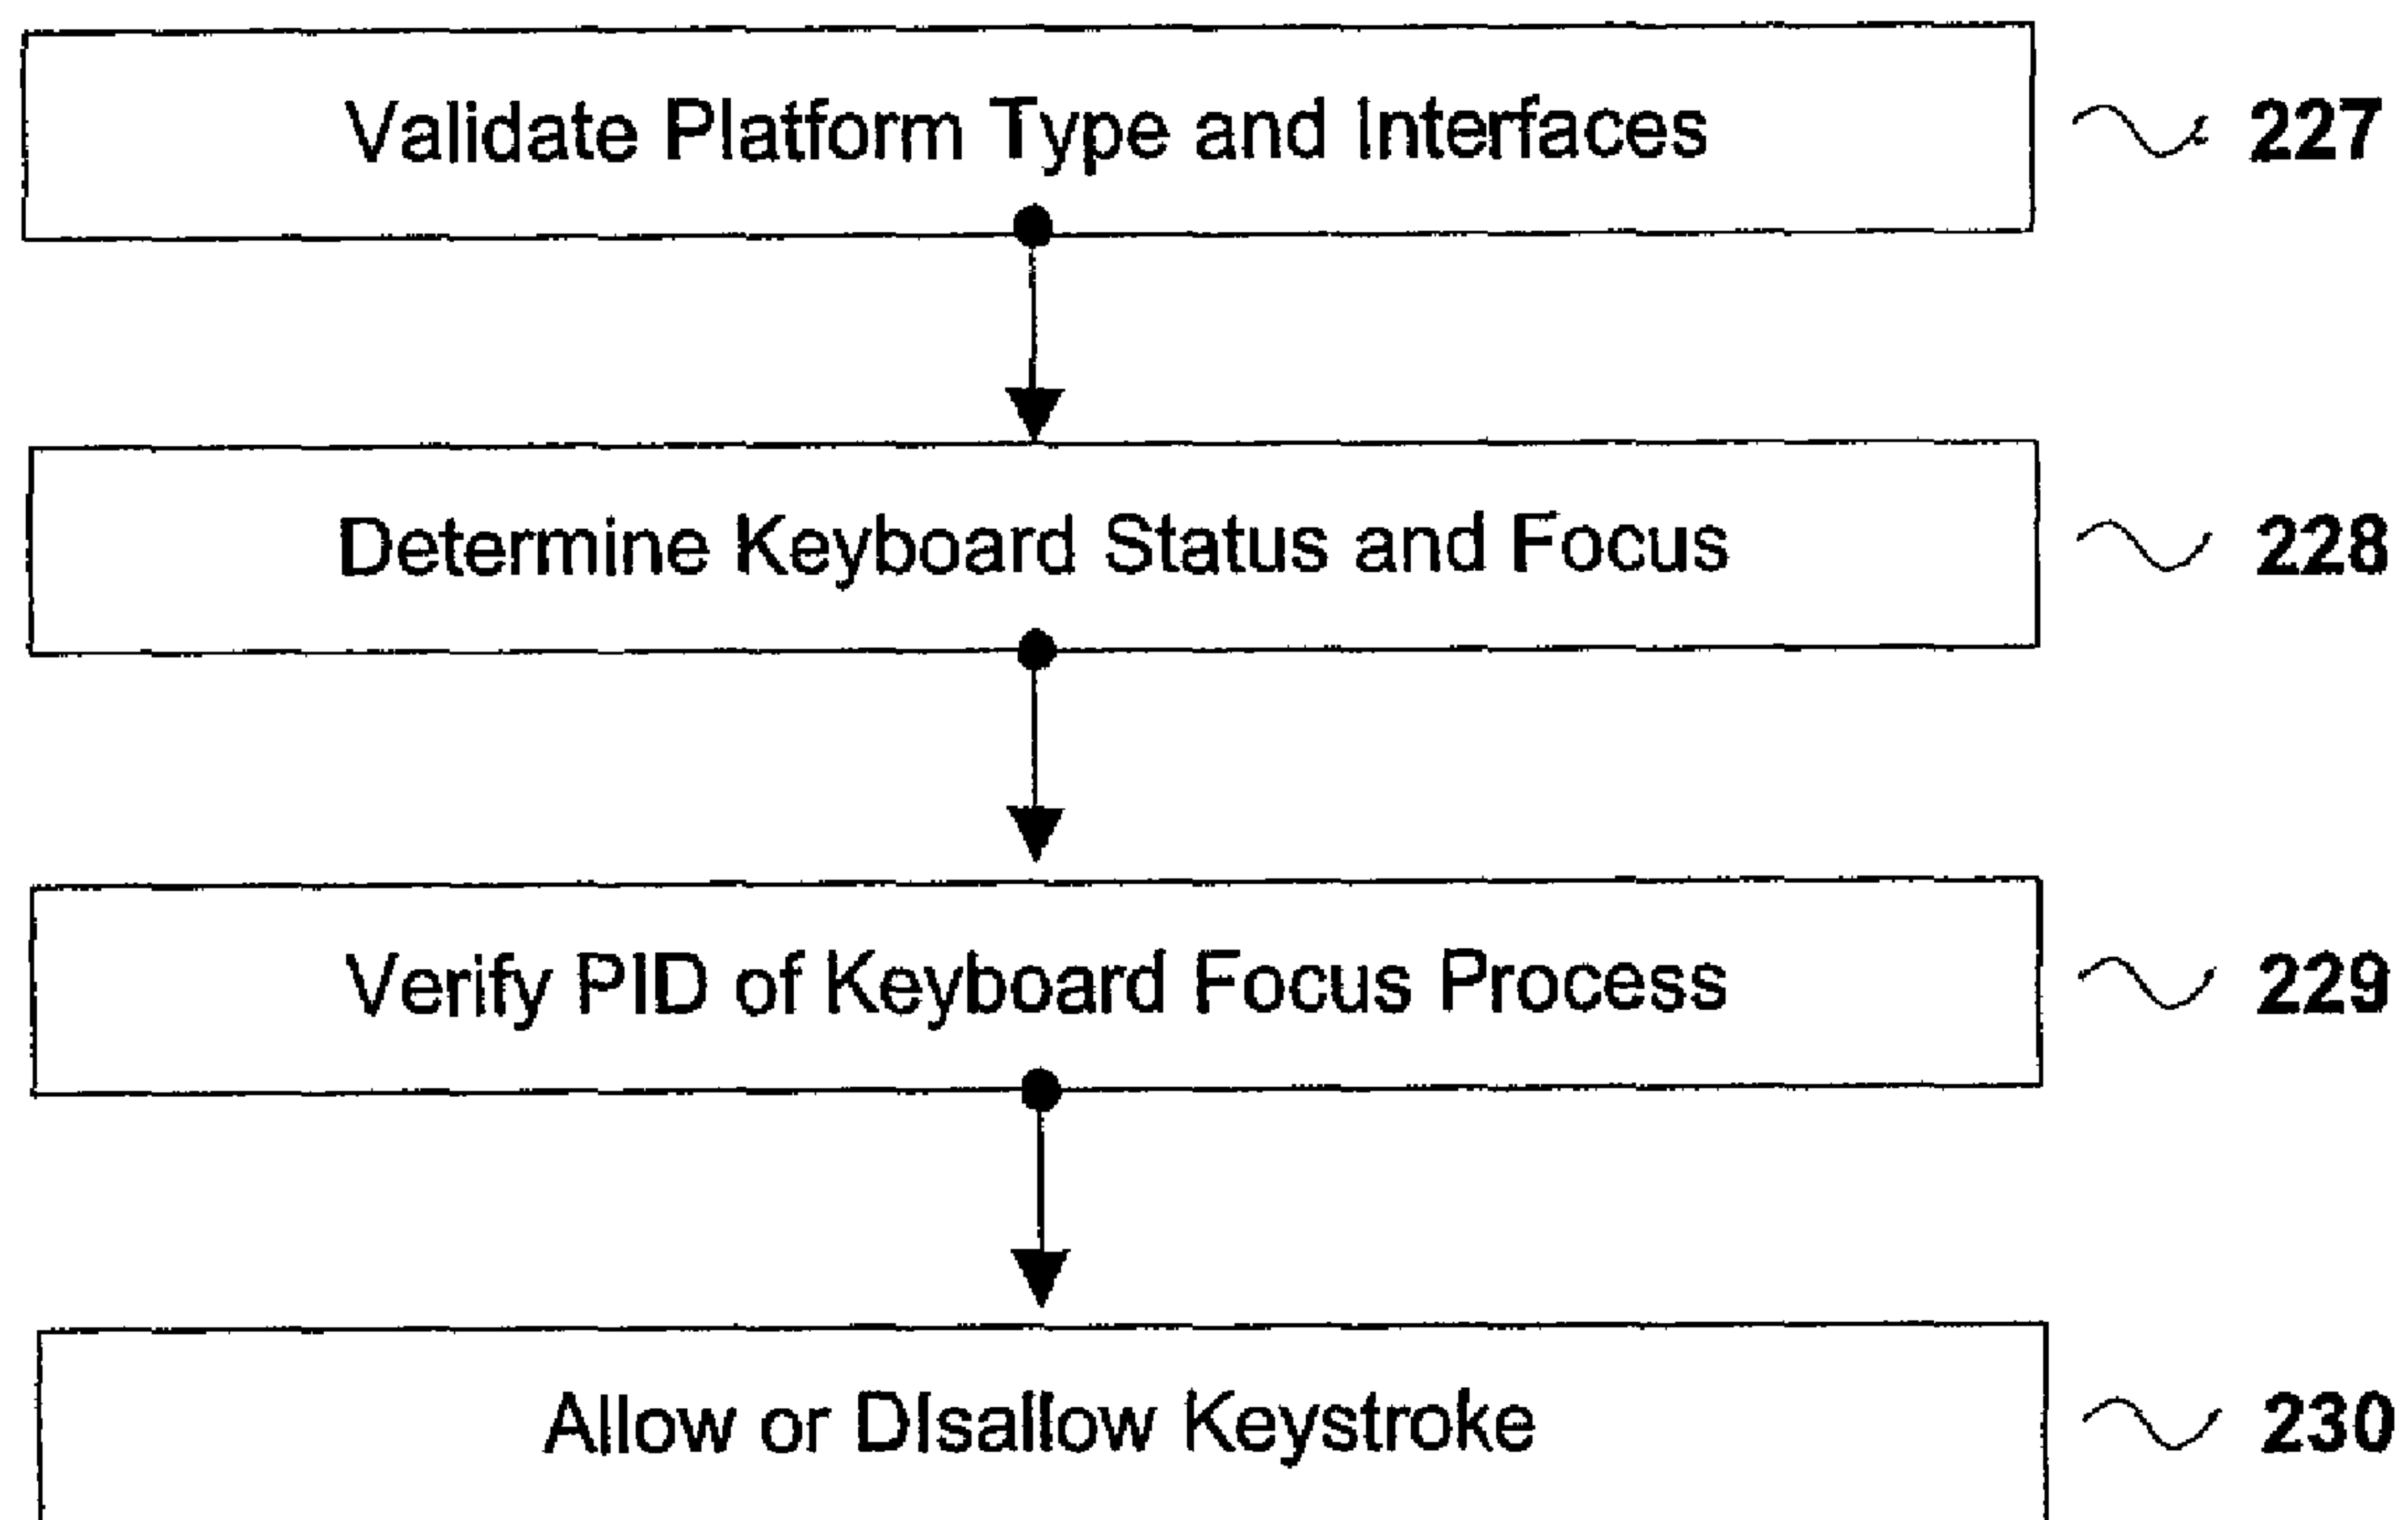 Validate Platform Type and Interfaces 227
Determine Keyboard Status and Focus 228
Verify PID of Keyboard Focus Process 229
Allow or DIsallow Keystroke 230